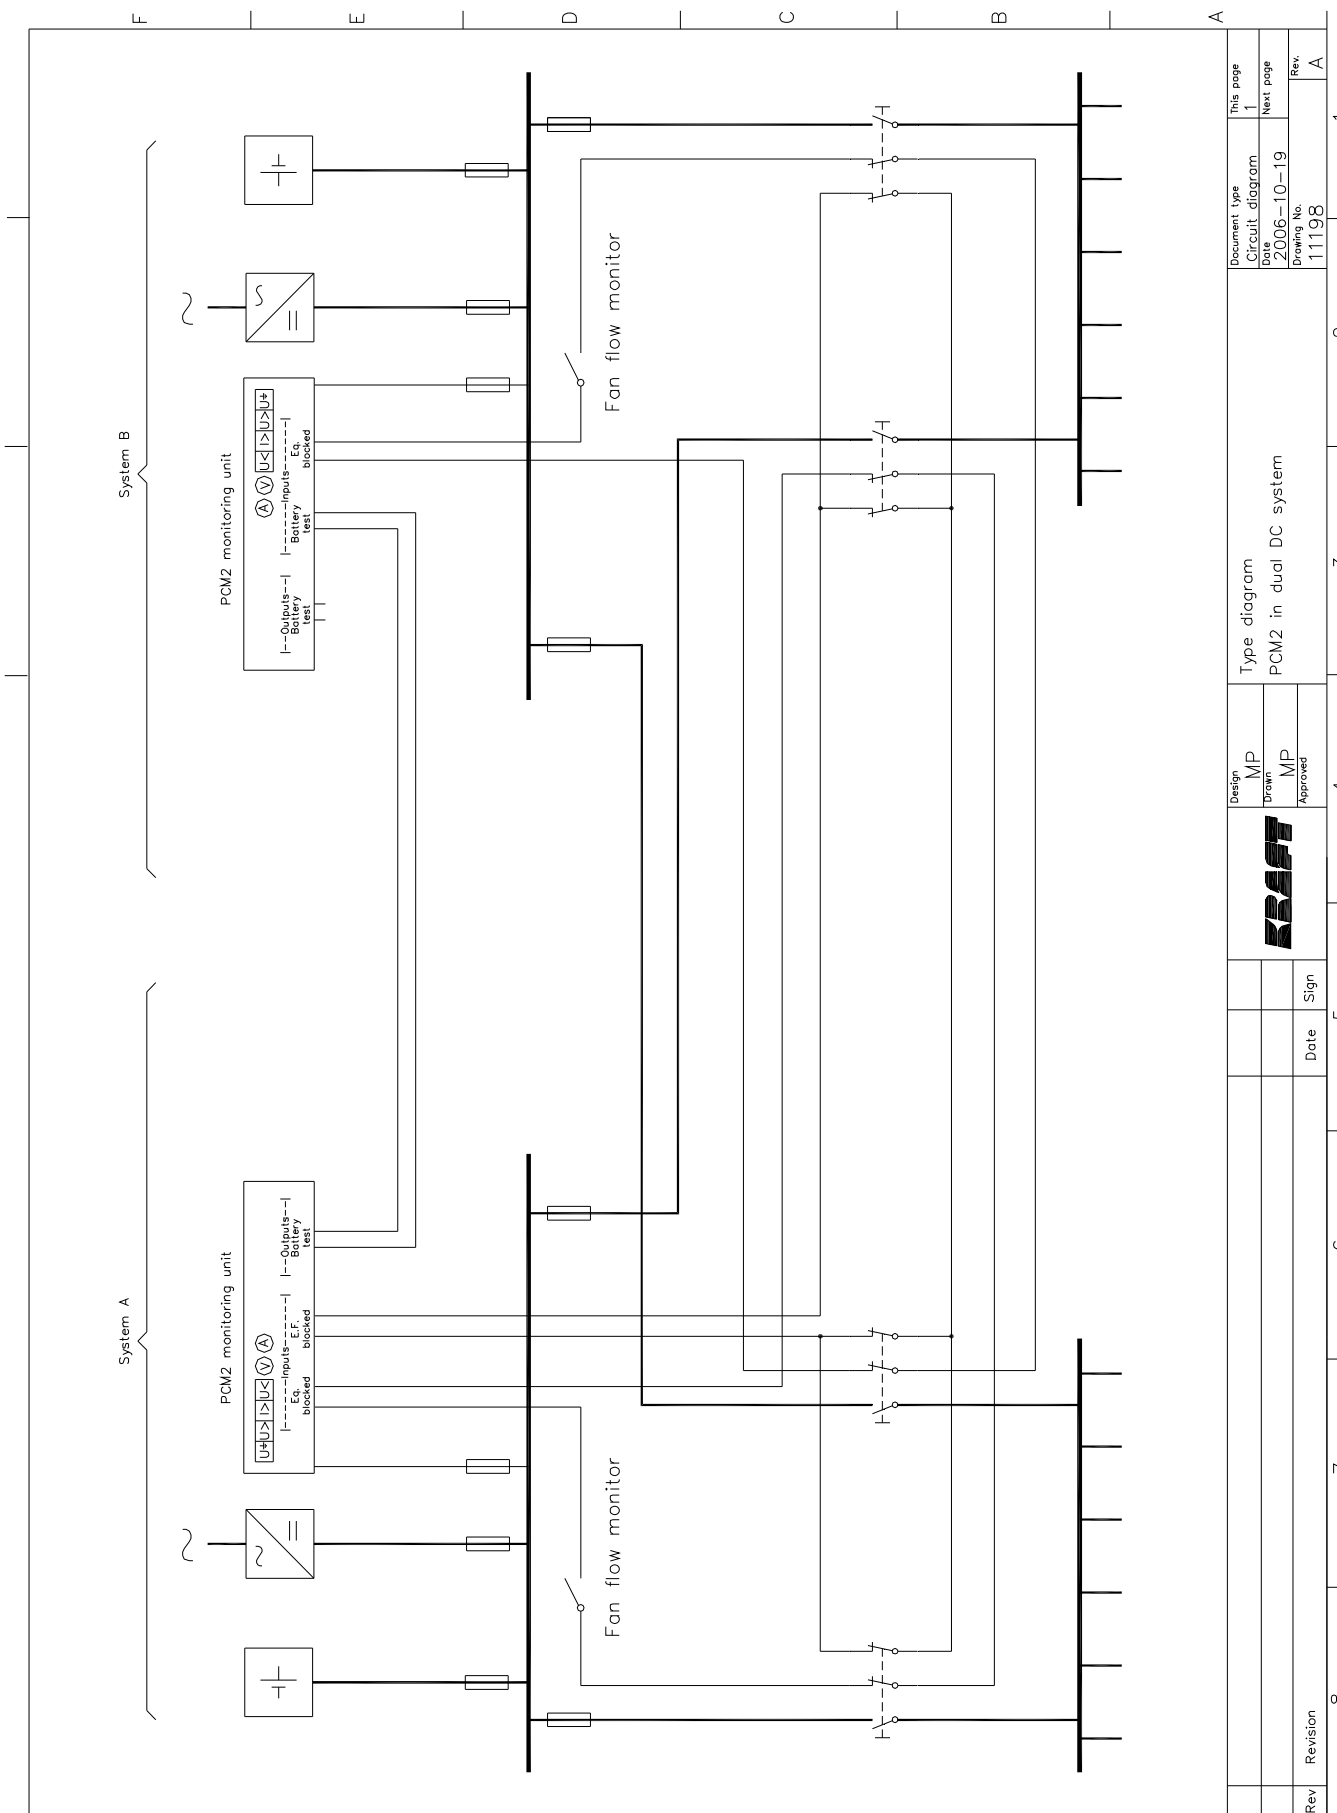 System A
System B
PCM2 monitoring unit
U⏚ U> I> U< V A
|------Inputs------|
Eq. blocked
E.F. blocked
|--Outputs--|
Battery test
PCM2 monitoring unit
|--Outputs--|
Battery test
|------Inputs------|
Battery test
Eq. blocked
A V U< I> U> U⏚
Fan flow monitor
Fan flow monitor
F
E
D
C
B
A
Rev
Revision
Date
Sign
KRAFT
Design
MP
Drawn
MP
Approved
Type diagram
PCM2 in dual DC system
Document type
Circuit diagram
Date
2006-10-19
Drawing No.
11198
This page
1
Next page
Rev.
A